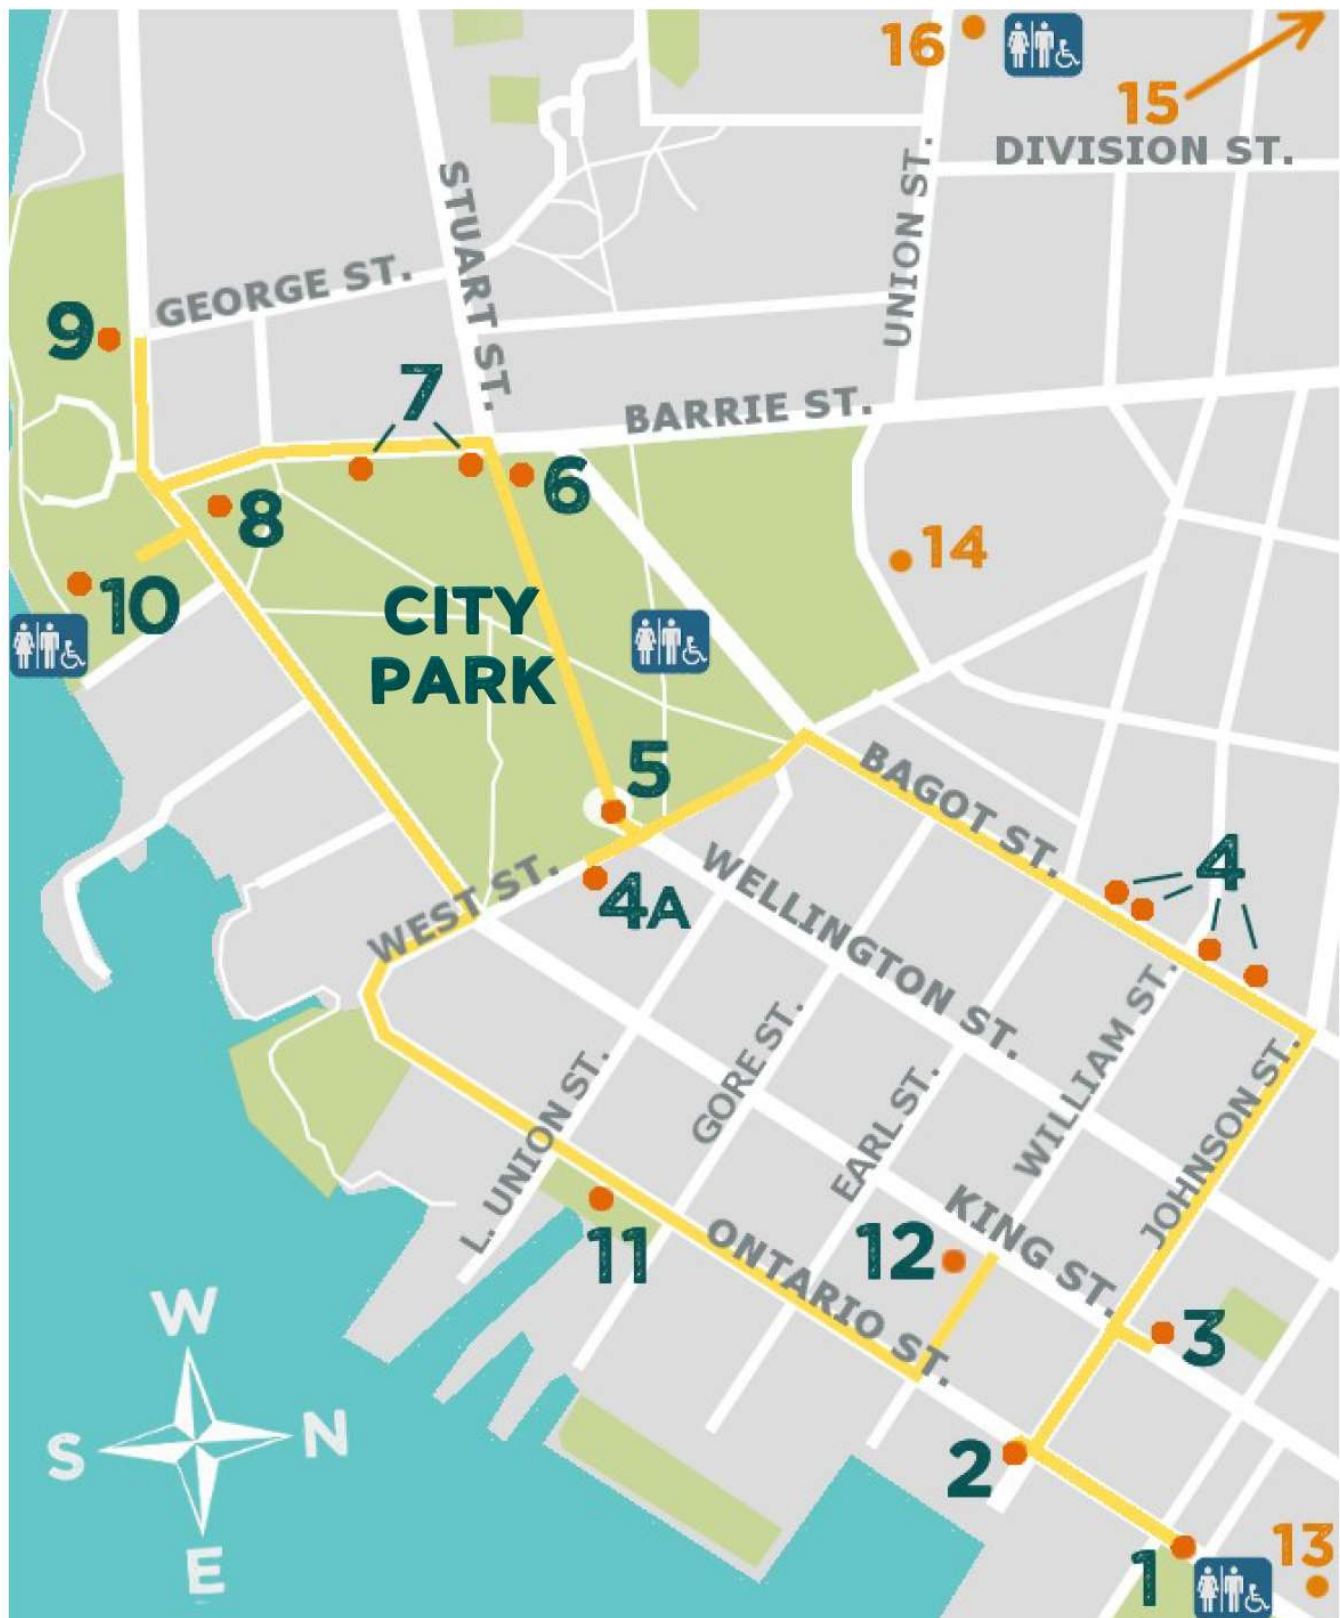 16
15
DIVISION ST.
STUART ST.
UNION ST.
GEORGE ST.
9
7
BARRIE ST.
6
8
14
10
CITY
PARK
5
BAGOT ST.
4
WEST ST.
4A
WELLINGTON ST.
WILLIAM ST.
L. UNION ST.
GORE ST.
EARL ST.
JOHNSON ST.
KING ST.
11
12
ONTARIO ST.
3
W
S
N
E
2
1
13